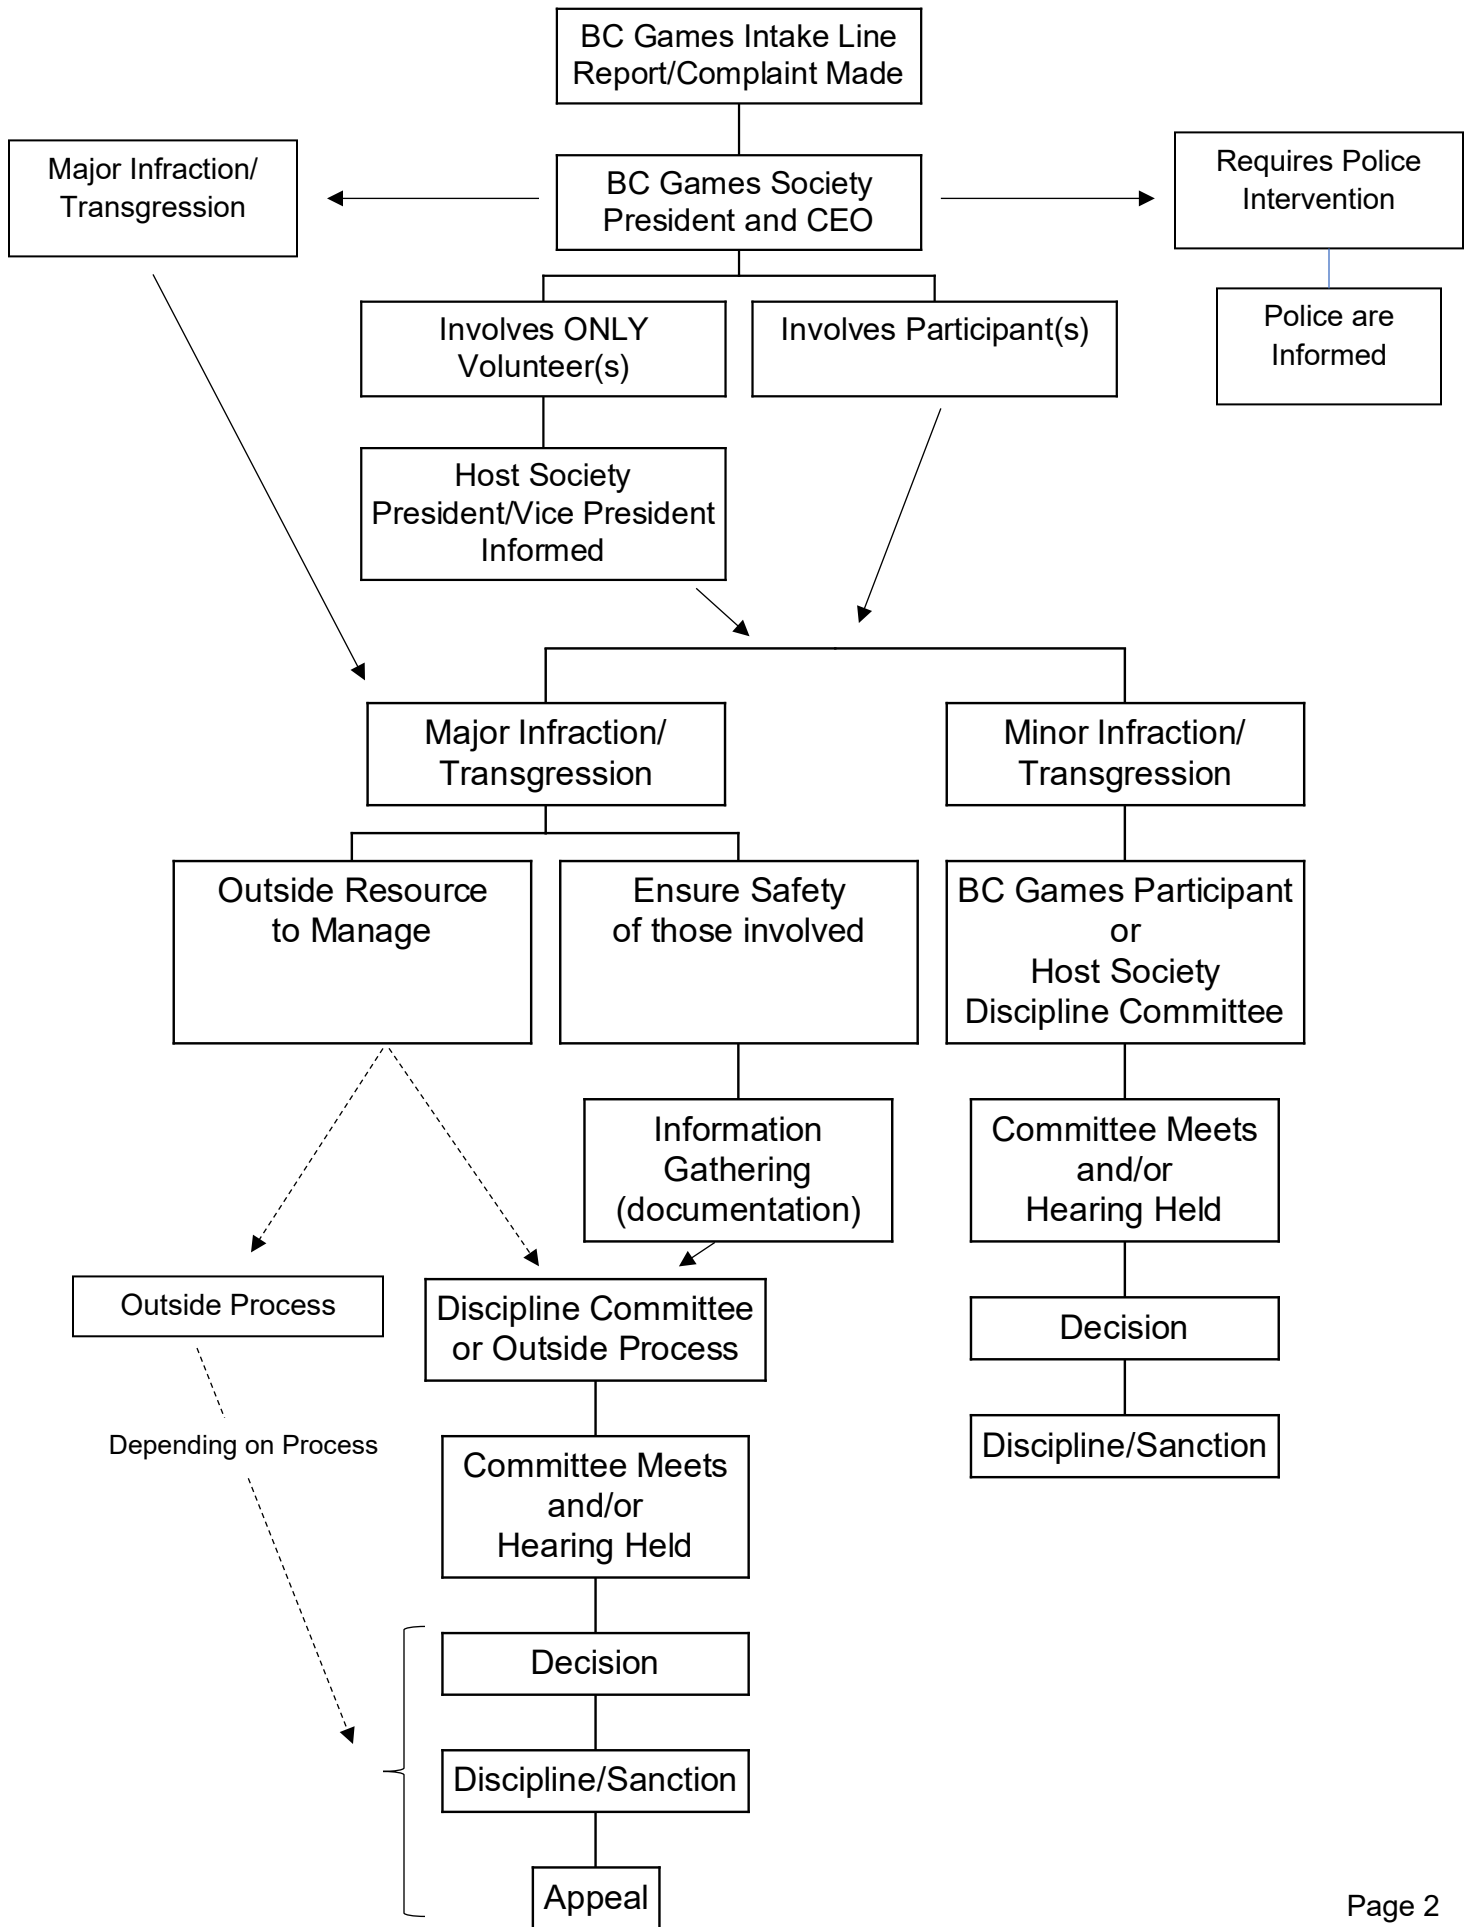 BC Games Intake Line
Report/Complaint Made
Major Infraction/
Transgression
BC Games Society
President and CEO
Requires Police
Intervention
Police are
Informed
Involves ONLY
Volunteer(s)
Involves Participant(s)
Host Society
President/Vice President
Informed
Major Infraction/
Transgression
Minor Infraction/
Transgression
Outside Resource
to Manage
Ensure Safety
of those involved
BC Games Participant
or
Host Society
Discipline Committee
Information
Gathering
(documentation)
Committee Meets
and/or
Hearing Held
Outside Process
Discipline Committee
or Outside Process
Decision
Depending on Process
Committee Meets
and/or
Hearing Held
Discipline/Sanction
Decision
Discipline/Sanction
Appeal
Page 2